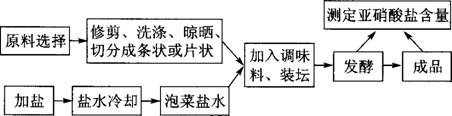 测定亚硝酸盐含量
原料选择
修剪、洗涤、晾晒、
切分成条状或片状
加入调味
料、装坛
发酵
成品
加盐
盐水冷却
泡菜盐水